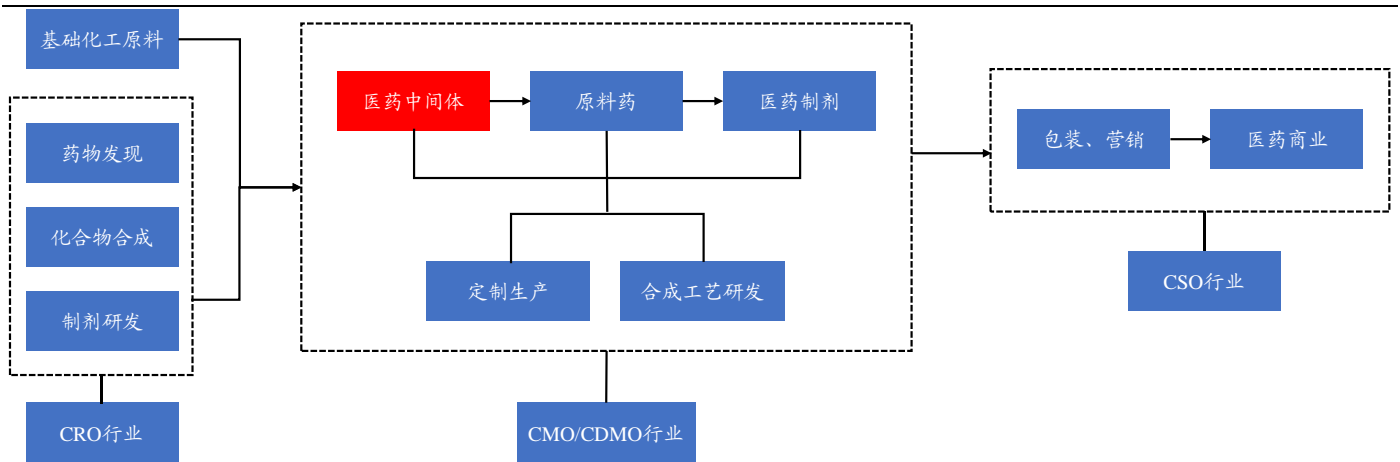 基础化工原料
药物发现
化合物合成
制剂研发
CRO行业
医药中间体
原料药
医药制剂
定制生产
合成工艺研发
CMO/CDMO行业
包装、营销
医药商业
CSO行业